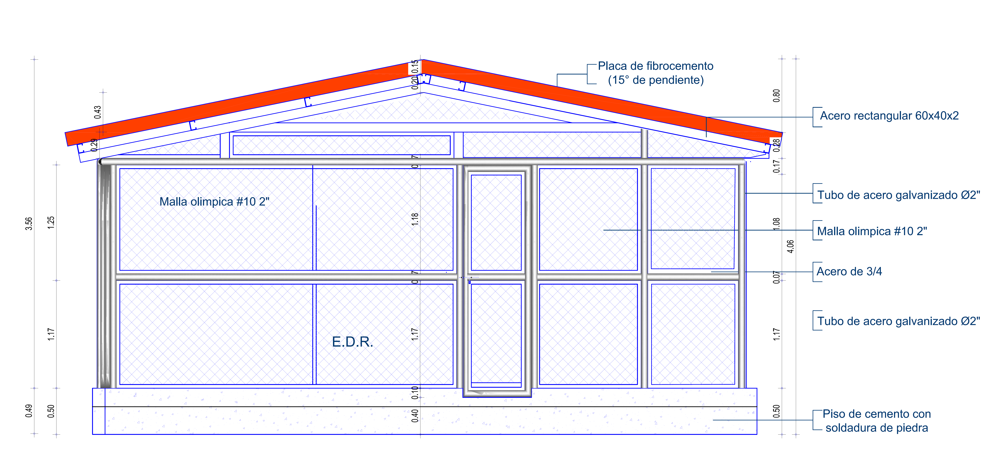 Placa de fibrocemento
(15° de pendiente)
0.15
0.20
0.80
0.43
Acero rectangular 60x40x2
0.29
0.28
0.17
Tubo de acero galvanizado Ø2"
Malla olimpica #10 2"
3.56
1.25
1.18
1.08
Malla olimpica #10 2"
4.06
Acero de 3/4
0.07
Tubo de acero galvanizado Ø2"
1.17
1.17
1.17
E.D.R.
0.10
0.49
0.50
0.40
0.50
Piso de cemento con
soldadura de piedra